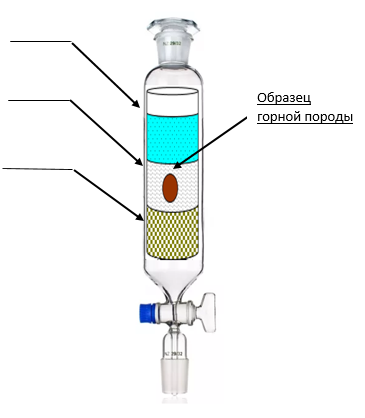 Образец
горной породы